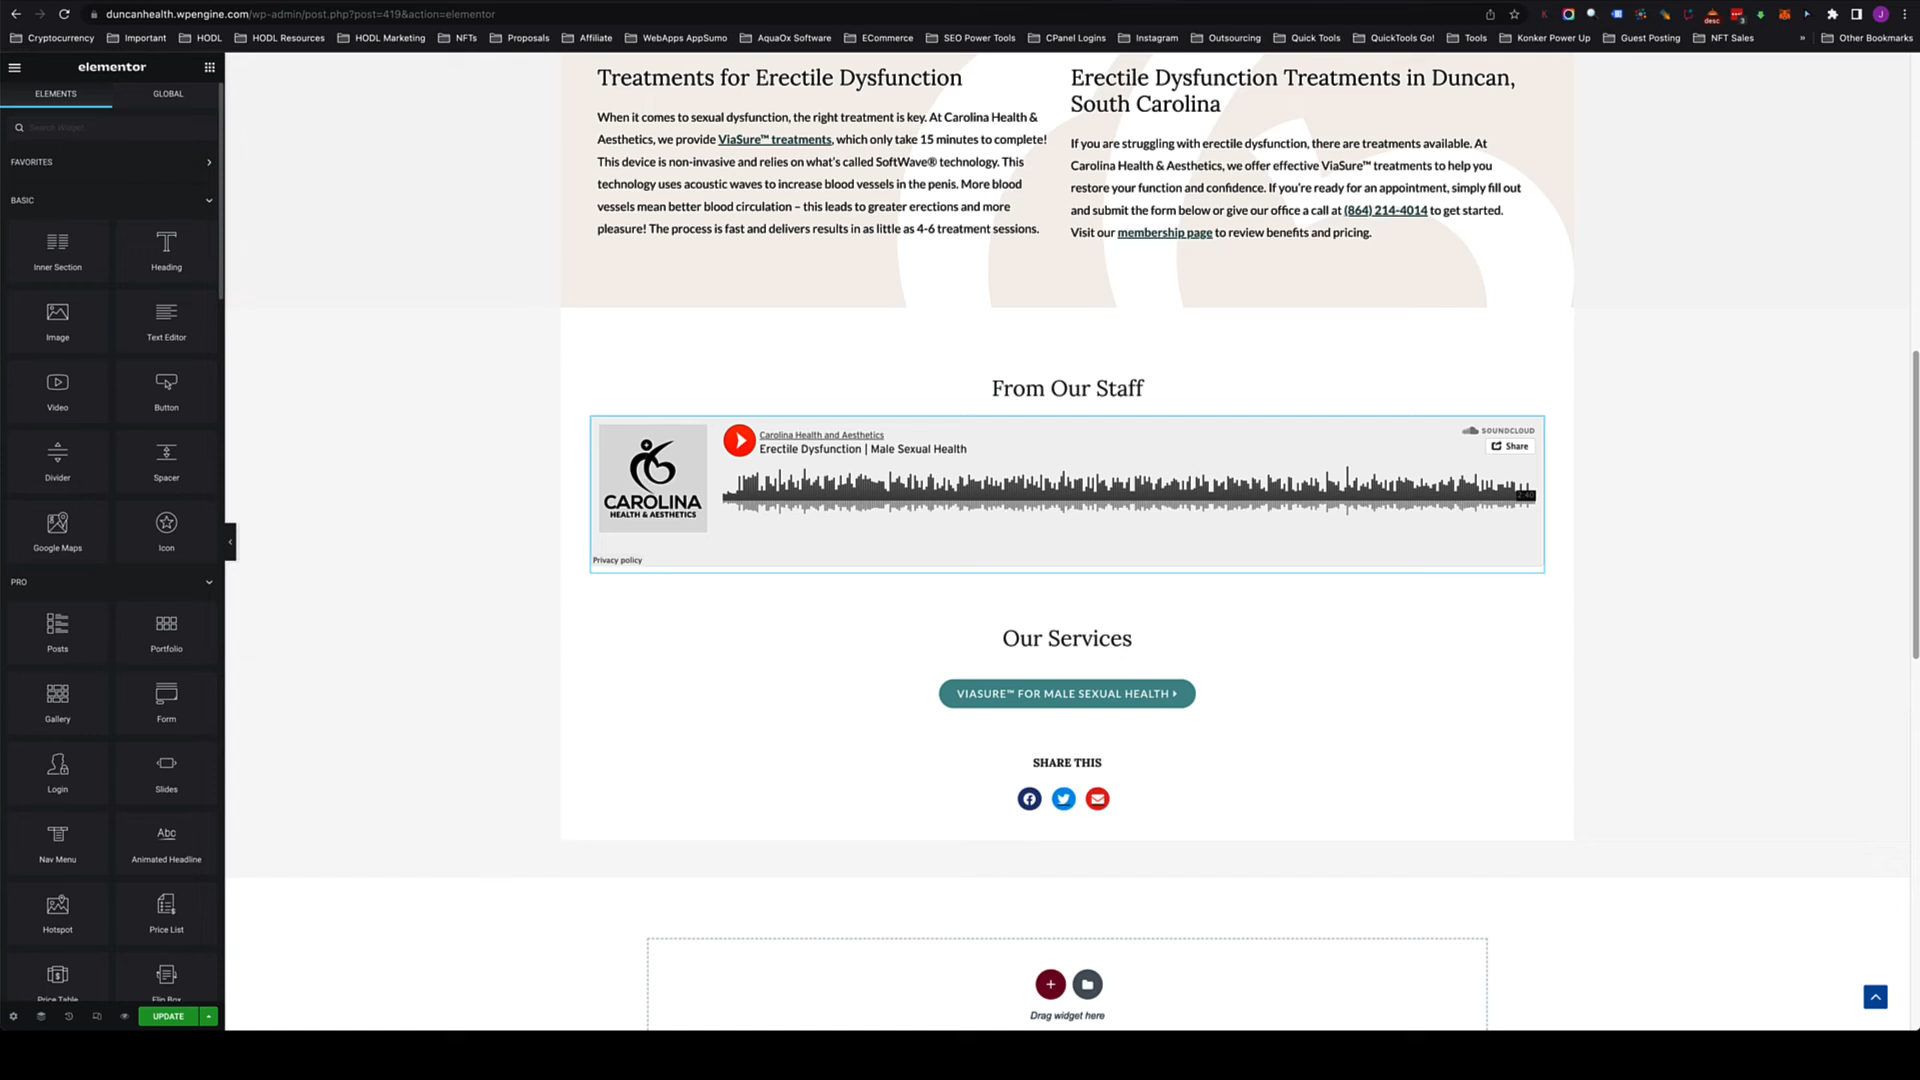 duncanhealth.wpengine.com/wp-admin/post.php?post=419&action=elementor
desc
3
J
Cryptocurrency
Important
HODL
HODL Resources
HODL Marketing
NFTs
Proposals
Affiliate
WebApps AppSumo
AquaOx Software
ECommerce
SEO Power Tools
CPanel Logins
Instagram
Outsourcing
Quick Tools
QuickTools Go!
Tools
Konker Power Up
Guest Posting
NFT Sales
»
Other Bookmarks
elementor
ELEMENTS
GLOBAL
Search Widget...
FAVORITES
BASIC
Inner Section
Heading
Image
Text Editor
Video
Button
Divider
Spacer
Google Maps
Icon
PRO
Posts
Portfolio
Gallery
Form
Login
Slides
Nav Menu
Abc
Animated Headline
Hotspot
Price List
Price Table
Flip Box
UPDATE
Treatments for Erectile Dysfunction
When it comes to sexual dysfunction, the right treatment is key. At Carolina Health &
Aesthetics, we provide ViaSure™ treatments, which only take 15 minutes to complete!
This device is non-invasive and relies on what's called SoftWave® technology. This
technology uses acoustic waves to increase blood vessels in the penis. More blood
vessels mean better blood circulation – this leads to greater erections and more
pleasure! The process is fast and delivers results in as little as 4-6 treatment sessions.
Erectile Dysfunction Treatments in Duncan,
South Carolina
If you are struggling with erectile dysfunction, there are treatments available. At
Carolina Health & Aesthetics, we offer effective ViaSure™ treatments to help you
restore your function and confidence. If you're ready for an appointment, simply fill out
and submit the form below or give our office a call at (864) 214-4014 to get started.
Visit our membership page to review benefits and pricing.
From Our Staff
CAROLINA
HEALTH & AESTHETICS
Carolina Health and Aesthetics
Erectile Dysfunction | Male Sexual Health
SOUNDCLOUD
Share
2:40
Privacy policy
Our Services
VIASURE™ FOR MALE SEXUAL HEALTH
SHARE THIS
Drag widget here